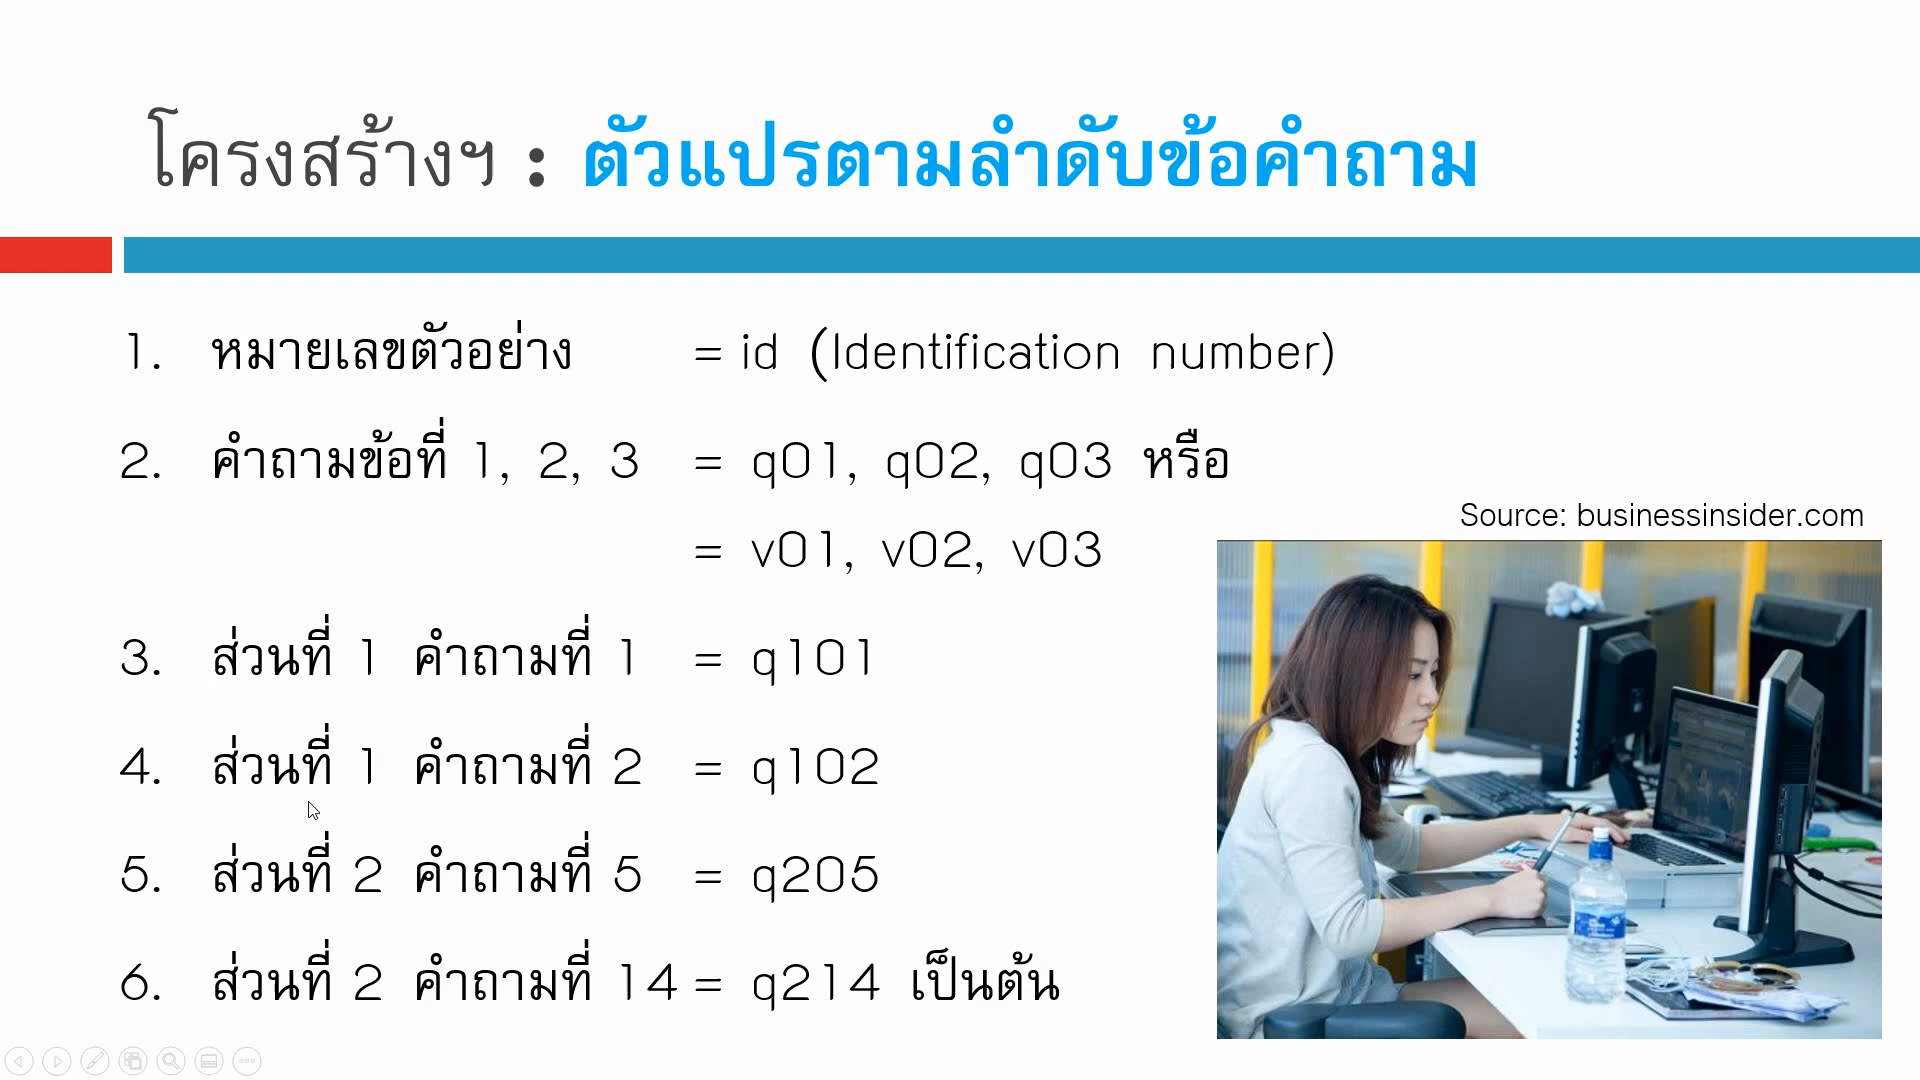 โครงสร้างฯ : ตัวแปรตามลำดับข้อคำถาม
1. หมายเลขตัวอย่าง = id (Identification number)
2. คำถามข้อที่ 1, 2, 3 = q01, q02, q03 หรือ
= v01, v02, v03
Source: businessinsider.com
3. ส่วนที่ 1 คำถามที่ 1 = q101
4. ส่วนที่ 1 คำถามที่ 2 = q102
5. ส่วนที่ 2 คำถามที่ 5 = q205
6. ส่วนที่ 2 คำถามที่ 14 = q214 เป็นต้น